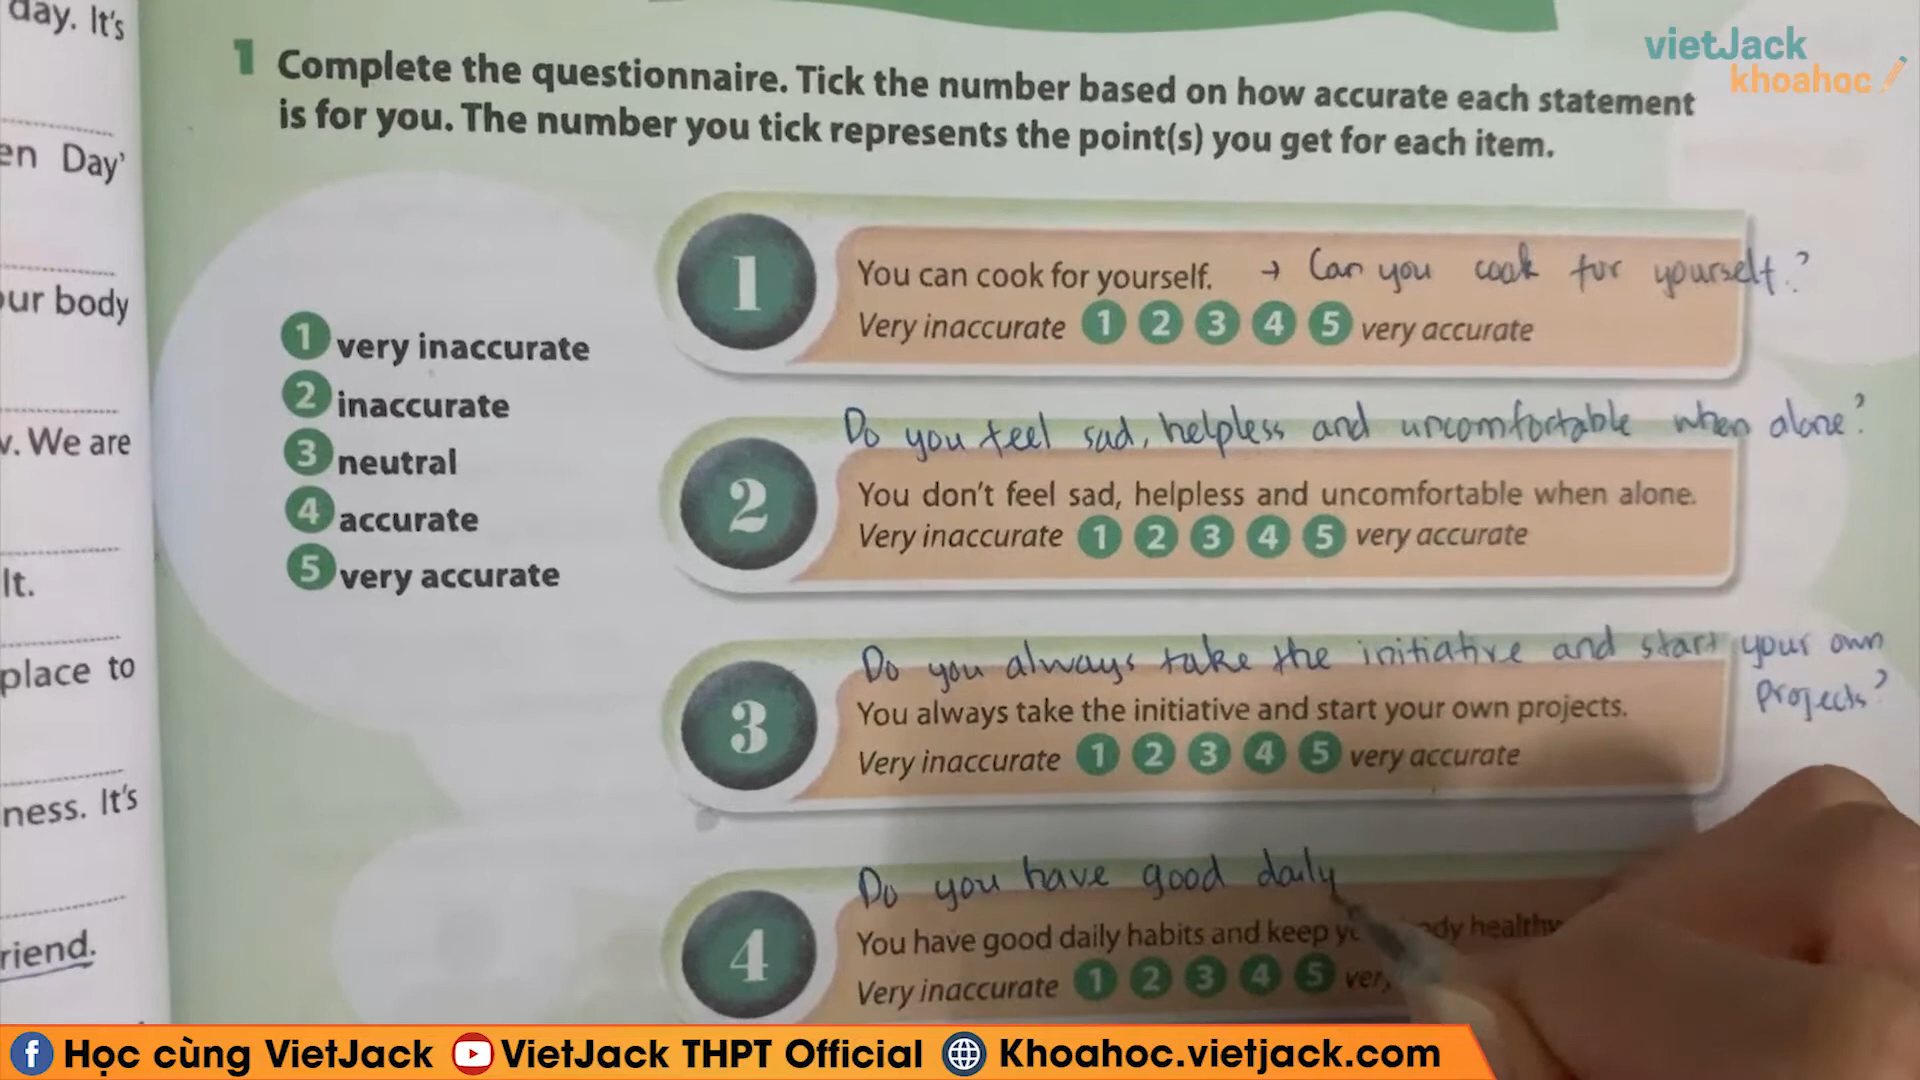 day. It's
en Day'
our body
v. We are
lt.
place to
ness. It's
riend.
vietJack
khoahoc
1 Complete the questionnaire. Tick the number based on how accurate each statement
is for you. The number you tick represents the point(s) you get for each item.
1 very inaccurate
2 inaccurate
3 neutral
4 accurate
5 very accurate
1
You can cook for yourself. → Can you cook for yourself?
Very inaccurate 1 2 3 4 5 very accurate
Do you feel sad, helpless and uncomfortable when alone?
2
You don't feel sad, helpless and uncomfortable when alone.
Very inaccurate 1 2 3 4 5 very accurate
Do you always take the initiative and start your own
projects?
3
You always take the initiative and start your own projects.
Very inaccurate 1 2 3 4 5 very accurate
Do you have good daily
4
You have good daily habits and keep healthy
Very inaccurate 1 2 3 4 5
Học cùng VietJack VietJack THPT Official Khoahoc.vietjack.com